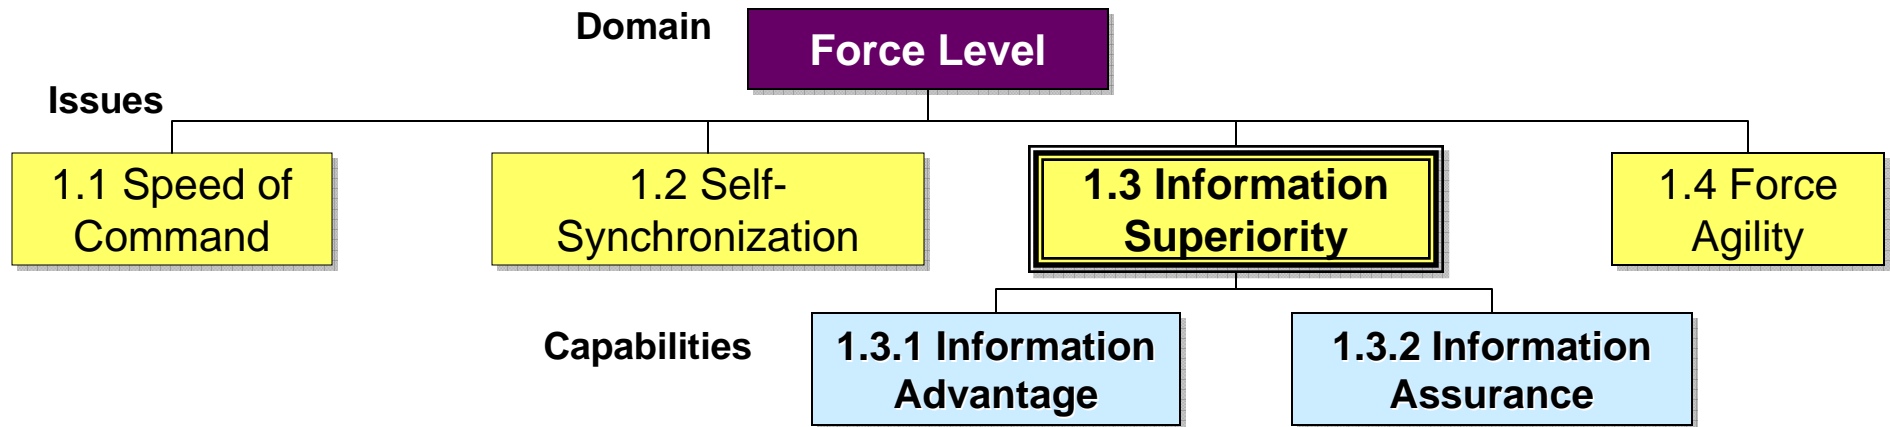 Domain
Force Level
Issues
1.1 Speed of
Command
1.2 Self-
Synchronization
1.3 Information
Superiority
1.4 Force
Agility
Capabilities
1.3.1 Information
Advantage
1.3.2 Information
Assurance